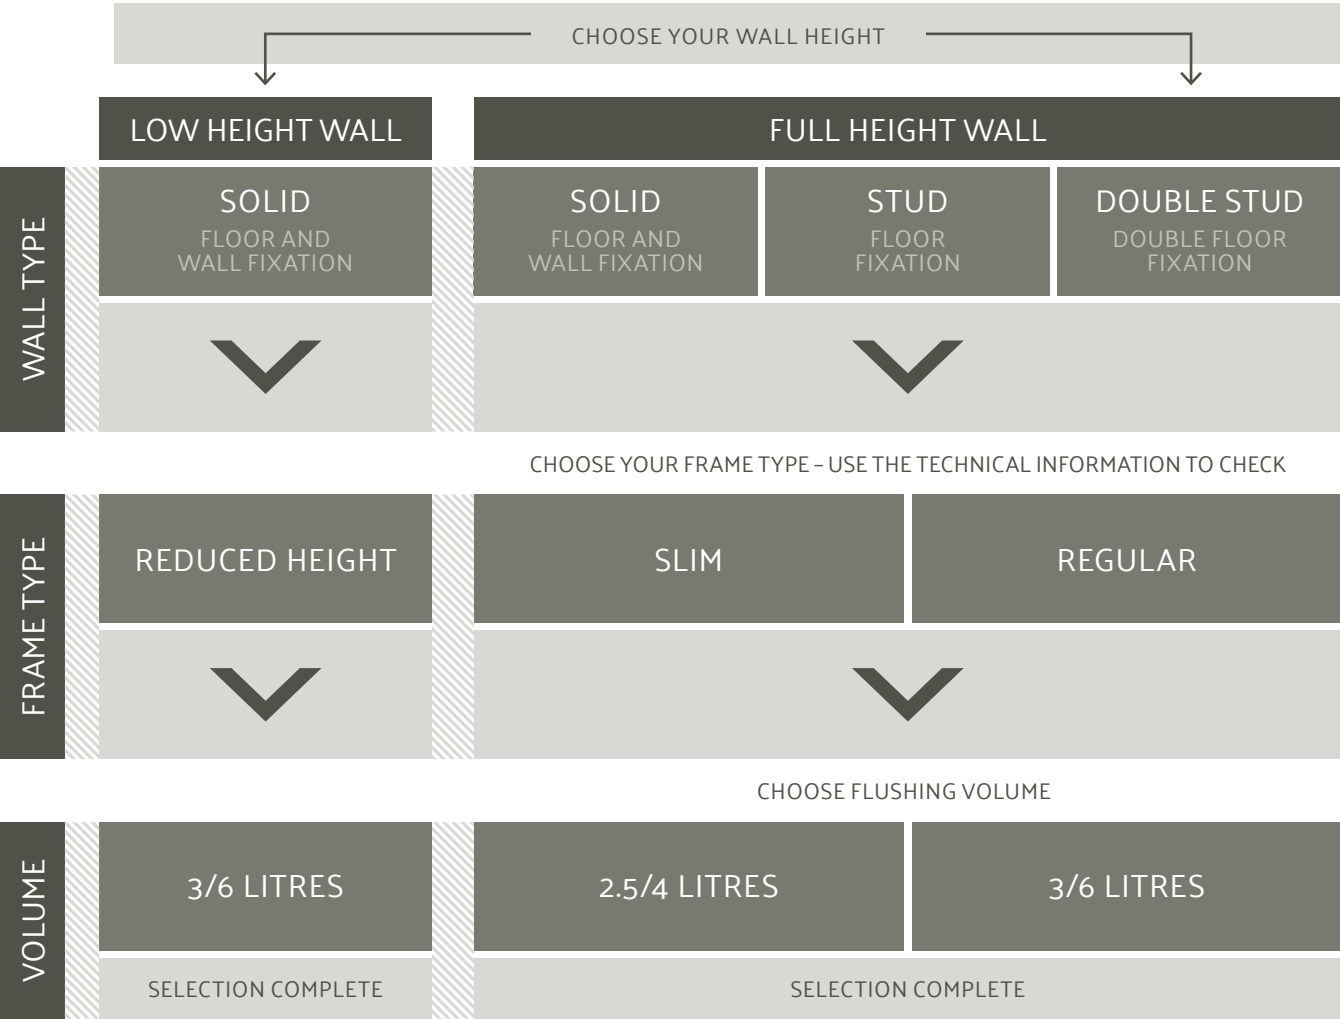 CHOOSE YOUR WALL HEIGHT
LOW HEIGHT WALL
FULL HEIGHT WALL
WALL TYPE
SOLID
FLOOR AND
WALL FIXATION
SOLID
FLOOR AND
WALL FIXATION
STUD
FLOOR
FIXATION
DOUBLE STUD
DOUBLE FLOOR
FIXATION
CHOOSE YOUR FRAME TYPE – USE THE TECHNICAL INFORMATION TO CHECK
FRAME TYPE
REDUCED HEIGHT
SLIM
REGULAR
CHOOSE FLUSHING VOLUME
VOLUME
3/6 LITRES
2.5/4 LITRES
3/6 LITRES
SELECTION COMPLETE
SELECTION COMPLETE